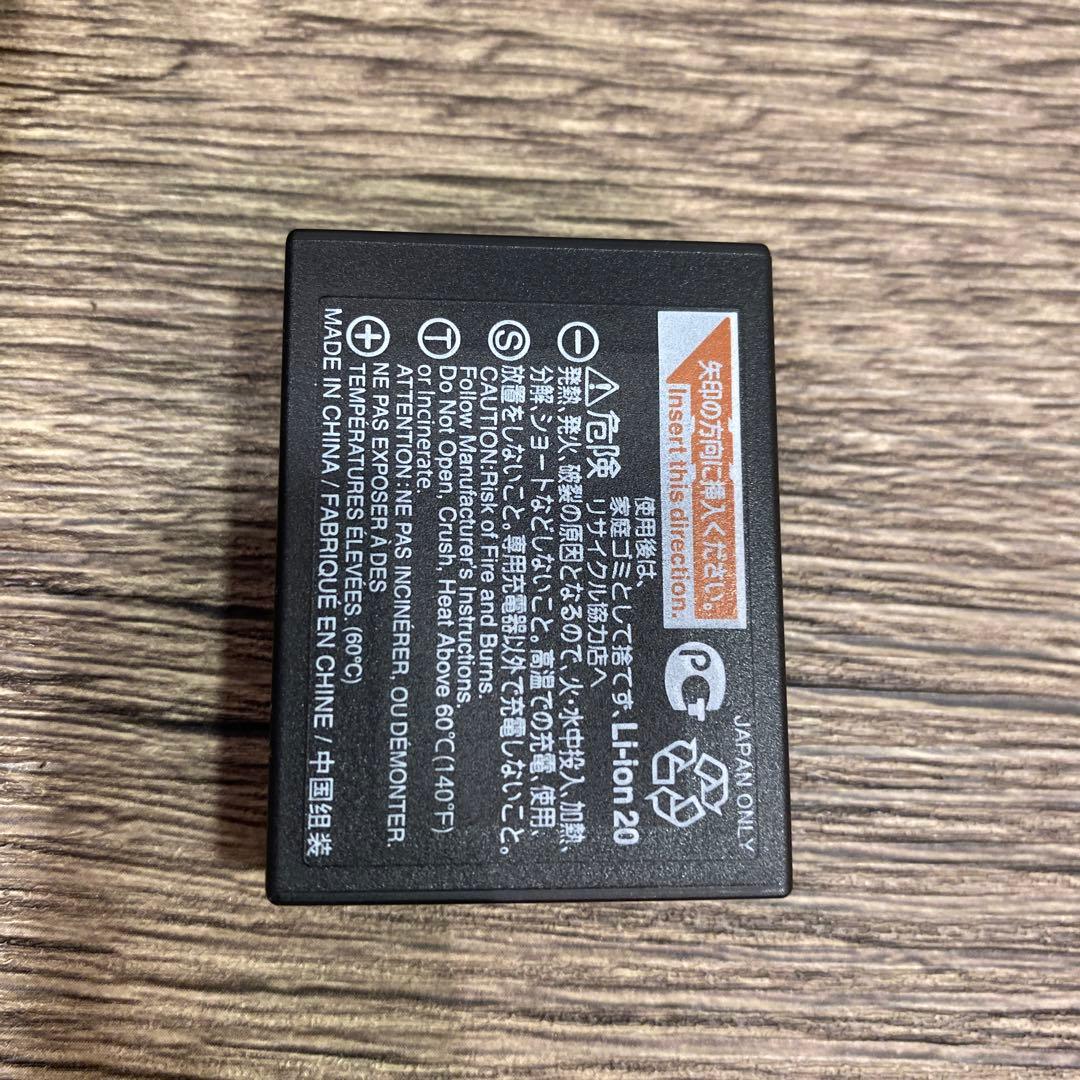 矢印の方向に挿入ください。
Insert this direction.
JAPAN ONLY
使用後は、
家庭ゴミとして捨てず、
リサイクル協力店へ
Li-ion 20
危険
発熱、発火、破裂の原因となるので、火・水中投入、加熱、
分解、ショートなどしないこと。高温での充電、使用、
放置をしないこと。専用充電器以外で充電しないこと。
CAUTION:Risk of Fire and Burns.
Follow Manufacturer's Instructions.
Do Not Open, Crush, Heat Above 60℃(140℉)
or Incinerate.
ATTENTION:NE PAS INCINÉRER, OU DÉMONTER.
NE PAS EXPOSER À DES
TEMPÉRATURES ÉLEVÉES. (60℃)
MADE IN CHINA / FABRIQUÉ EN CHINE / 中国组装
− S T +